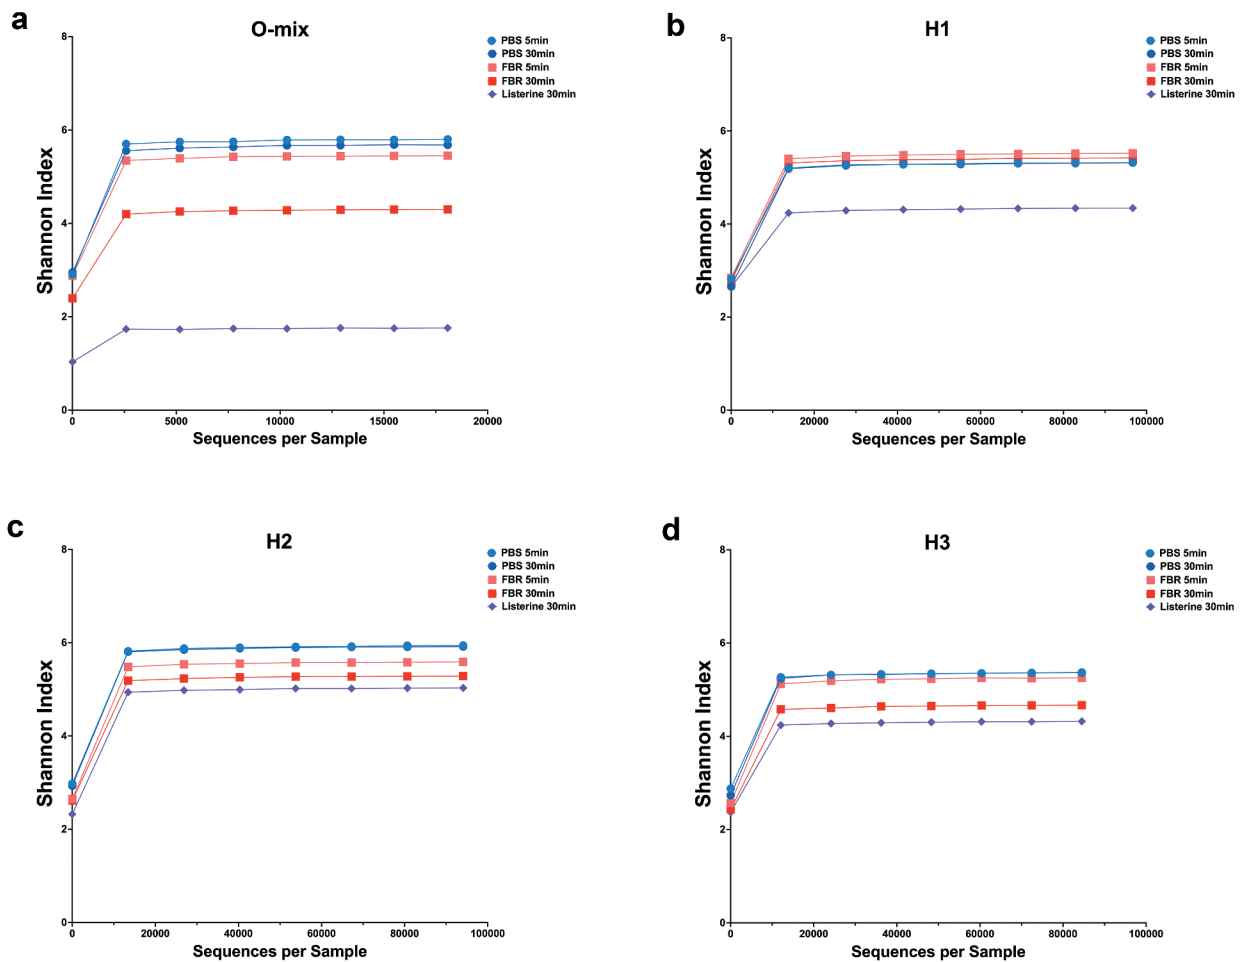 a
O-mix
PBS 5min
PBS 30min
FBR 5min
FBR 30min
Listerine 30min
8
6
4
2
0
Shannon Index
0 5000 10000 15000 20000
Sequences per Sample
b
H1
PBS 5min
PBS 30min
FBR 5min
FBR 30min
Listerine 30min
8
6
4
2
0
Shannon Index
0 20000 40000 60000 80000 100000
Sequences per Sample
c
H2
PBS 5min
PBS 30min
FBR 5min
FBR 30min
Listerine 30min
8
6
4
2
0
Shannon Index
0 20000 40000 60000 80000 100000
Sequences per Sample
d
H3
PBS 5min
PBS 30min
FBR 5min
FBR 30min
Listerine 30min
8
6
4
2
0
Shannon Index
0 20000 40000 60000 80000 100000
Sequences per Sample